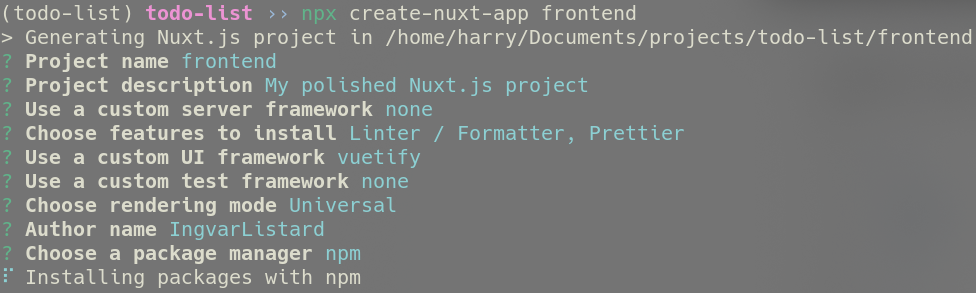 (todo-list) todo-list ›› npx create-nuxt-app frontend
> Generating Nuxt.js project in /home/harry/Documents/projects/todo-list/frontend
? Project name frontend
? Project description My polished Nuxt.js project
? Use a custom server framework none
? Choose features to install Linter / Formatter, Prettier
? Use a custom UI framework vuetify
? Use a custom test framework none
? Choose rendering mode Universal
? Author name IngvarListard
? Choose a package manager npm
⠏ Installing packages with npm